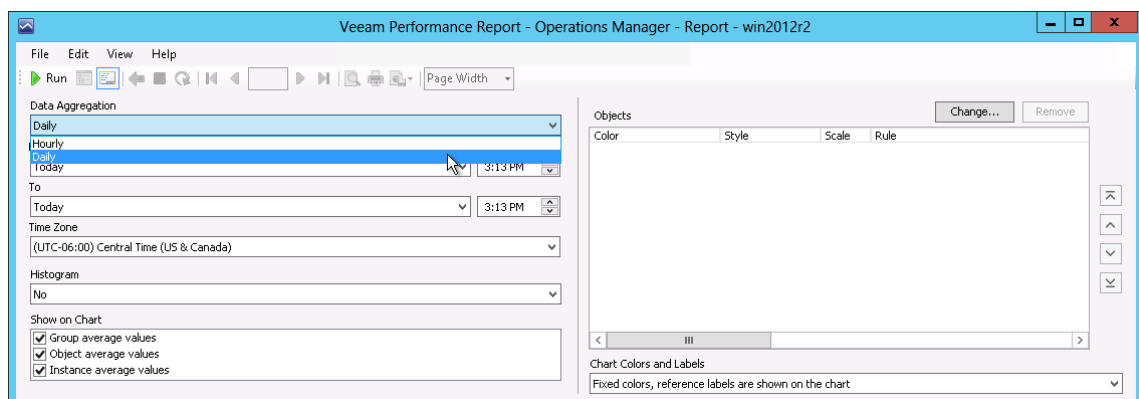 Veeam Performance Report - Operations Manager - Report - win2012r2
File Edit View Help
Run Page Width
Data Aggregation
Daily
Hourly
Daily
Today 3:13 PM
To
Today 3:13 PM
Time Zone
(UTC-06:00) Central Time (US & Canada)
Histogram
No
Show on Chart
Group average values
Object average values
Instance average values
Objects Change... Remove
Color Style Scale Rule
Chart Colors and Labels
Fixed colors, reference labels are shown on the chart